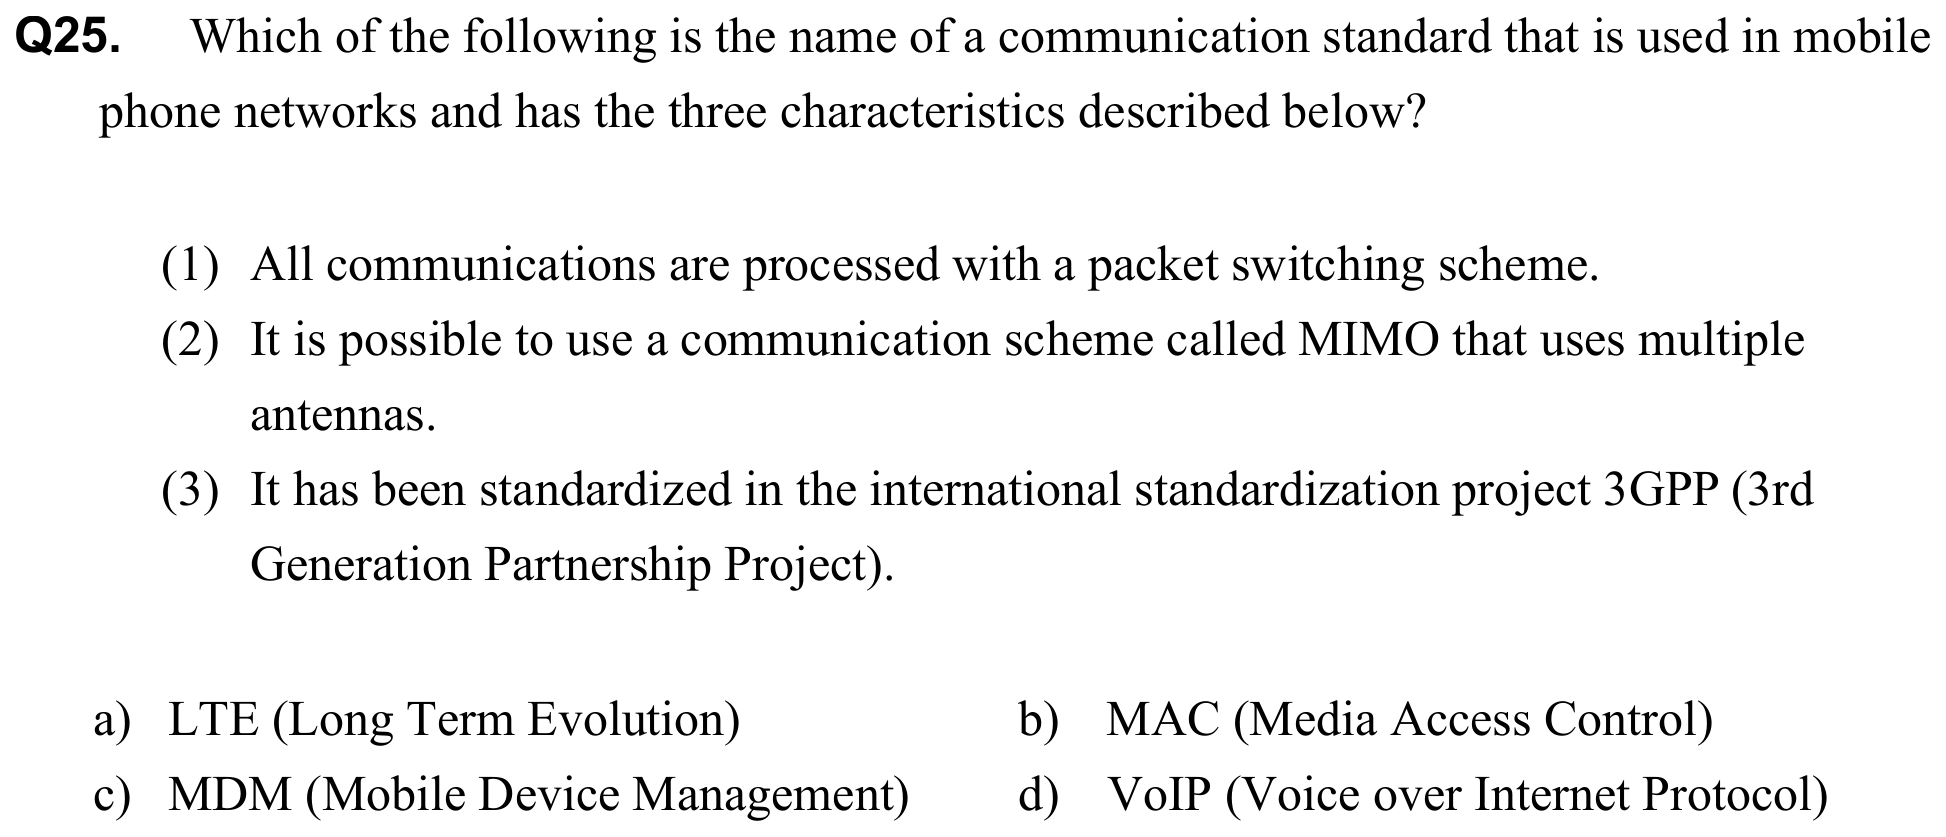 Q25. Which of the following is the name of a communication standard that is used in mobile
phone networks and has the three characteristics described below?
(1) All communications are processed with a packet switching scheme.
(2) It is possible to use a communication scheme called MIMO that uses multiple
antennas.
(3) It has been standardized in the international standardization project 3GPP (3rd
Generation Partnership Project).
a) LTE (Long Term Evolution) b) MAC (Media Access Control)
c) MDM (Mobile Device Management) d) VoIP (Voice over Internet Protocol)